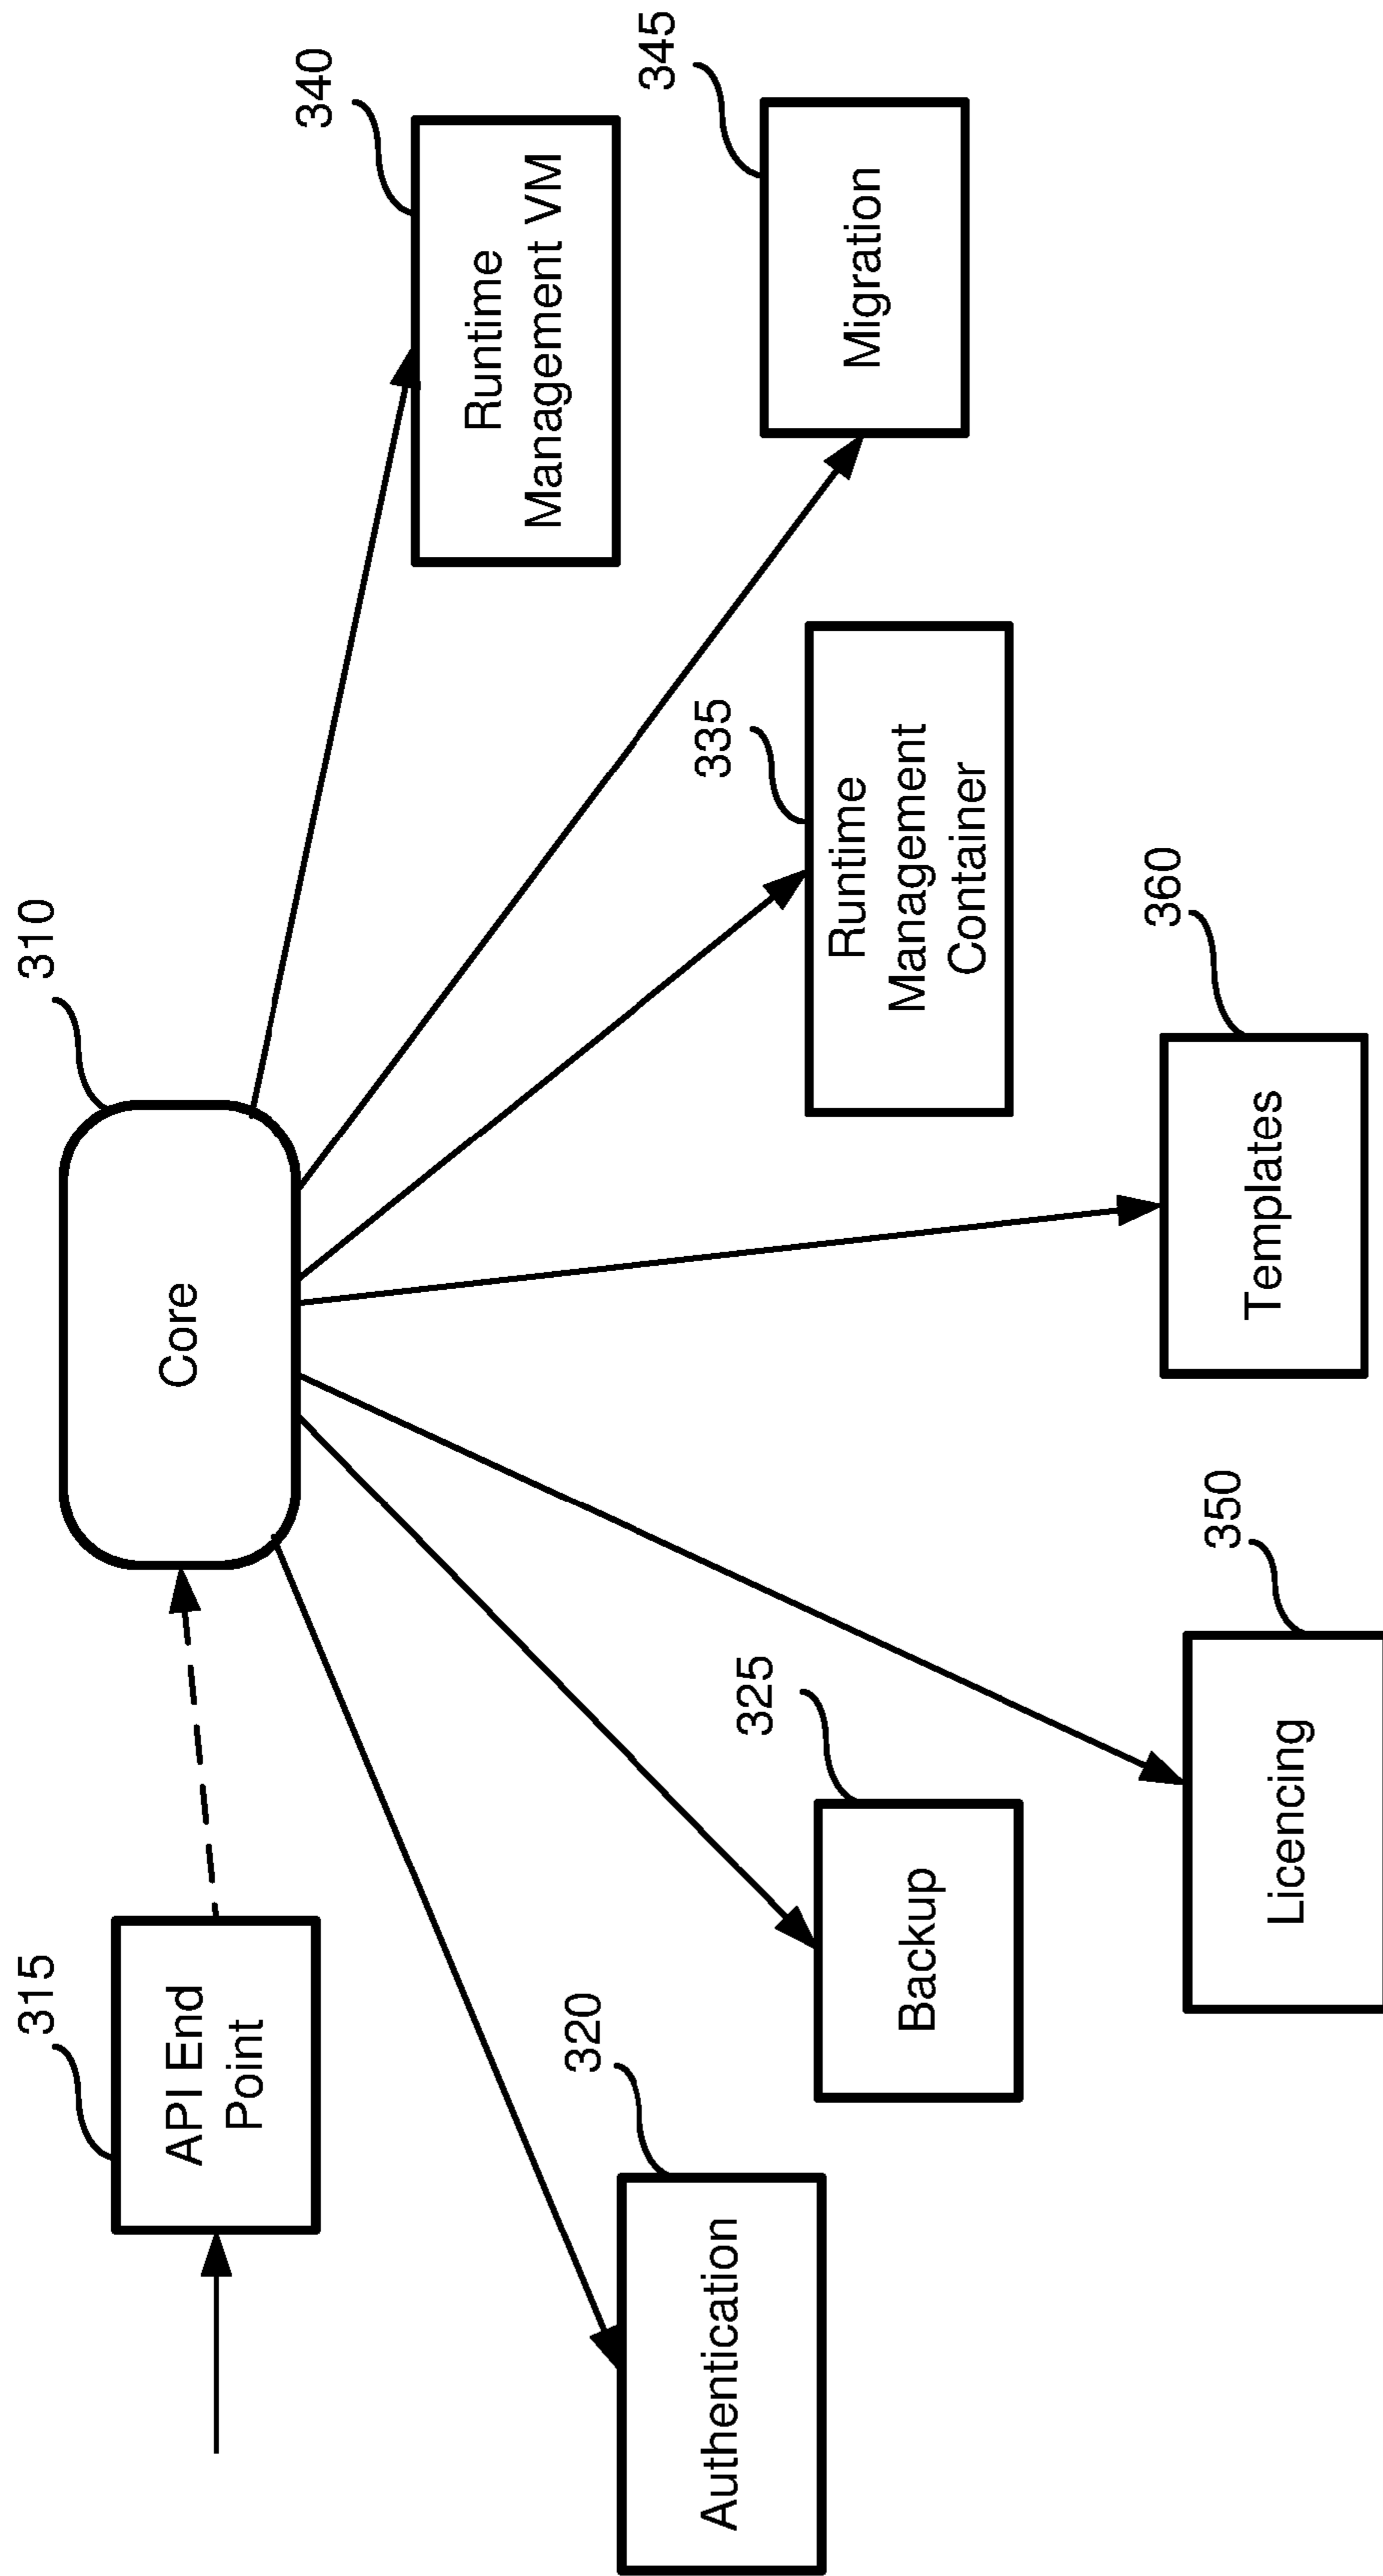 315
API End
Point
310
Core
340
Runtime
Management VM
320
Authentication
325
Backup
335
Runtime
Management
Container
345
Migration
350
Licencing
360
Templates